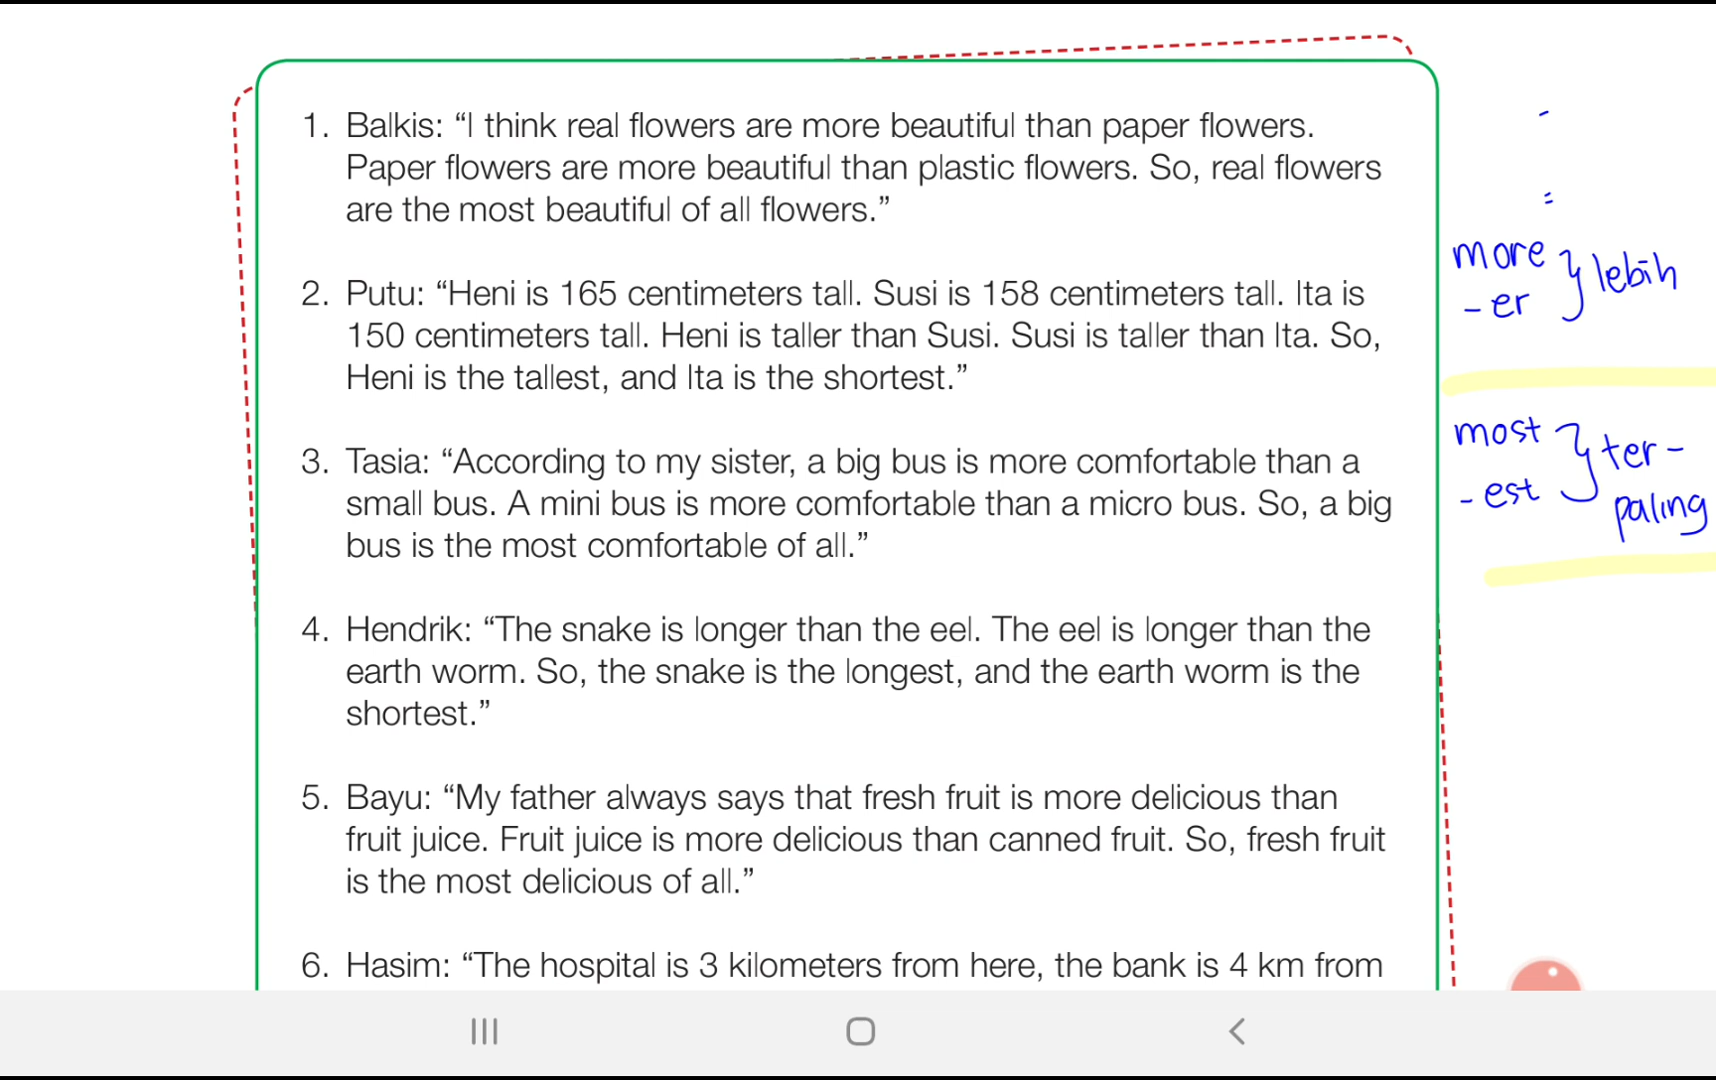 1. Balkis: “I think real flowers are more beautiful than paper flowers.
Paper flowers are more beautiful than plastic flowers. So, real flowers
are the most beautiful of all flowers.”
2. Putu: “Heni is 165 centimeters tall. Susi is 158 centimeters tall. Ita is
150 centimeters tall. Heni is taller than Susi. Susi is taller than Ita. So,
Heni is the tallest, and Ita is the shortest.”
3. Tasia: “According to my sister, a big bus is more comfortable than a
small bus. A mini bus is more comfortable than a micro bus. So, a big
bus is the most comfortable of all.”
4. Hendrik: “The snake is longer than the eel. The eel is longer than the
earth worm. So, the snake is the longest, and the earth worm is the
shortest.”
5. Bayu: “My father always says that fresh fruit is more delicious than
fruit juice. Fruit juice is more delicious than canned fruit. So, fresh fruit
is the most delicious of all.”
6. Hasim: “The hospital is 3 kilometers from here, the bank is 4 km from
more
-er
lebih
most
-est
ter-
paling